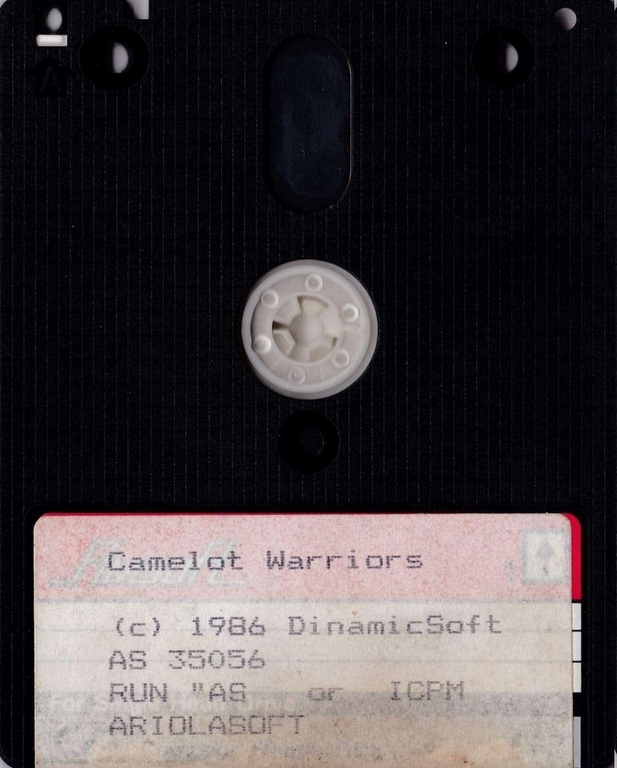 A
Camelot Warriors
(c) 1986 DinamicSoft
AS 35056
RUN "AS or ICPM
ARIOLASOFT